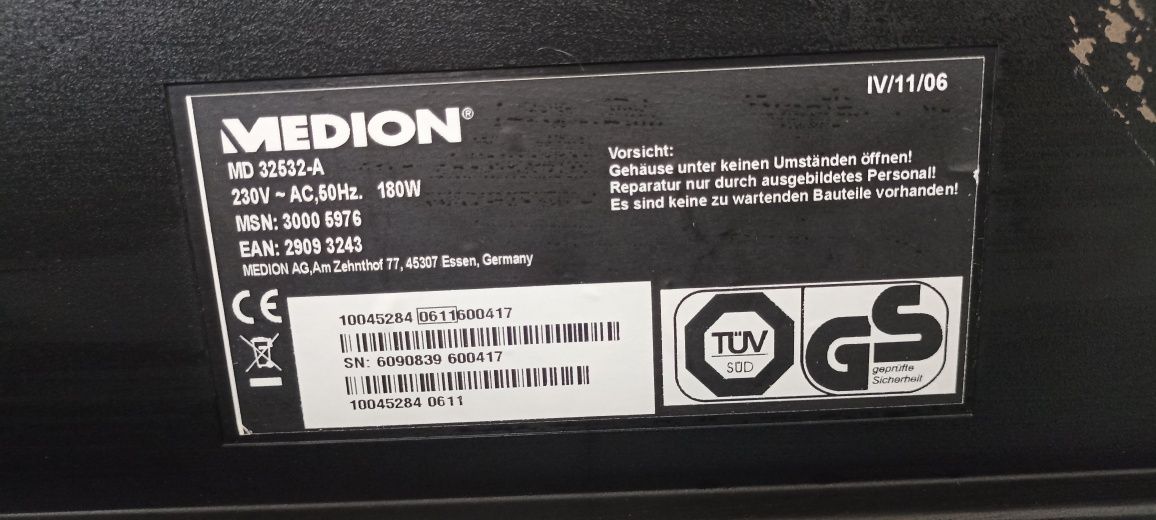 IV/11/06
MEDION®
MD 32532-A
230V ~ AC,50Hz. 180W
MSN: 3000 5976
EAN: 2909 3243
MEDION AG,Am Zehnthof 77, 45307 Essen, Germany
Vorsicht:
Gehäuse unter keinen Umständen öffnen!
Reparatur nur durch ausgebildetes Personal!
Es sind keine zu wartenden Bauteile vorhanden!
CE
10045284 0611600417
SN: 6090839 600417
10045284 0611
TÜV
SÜD
GS
geprüfte
Sicherheit